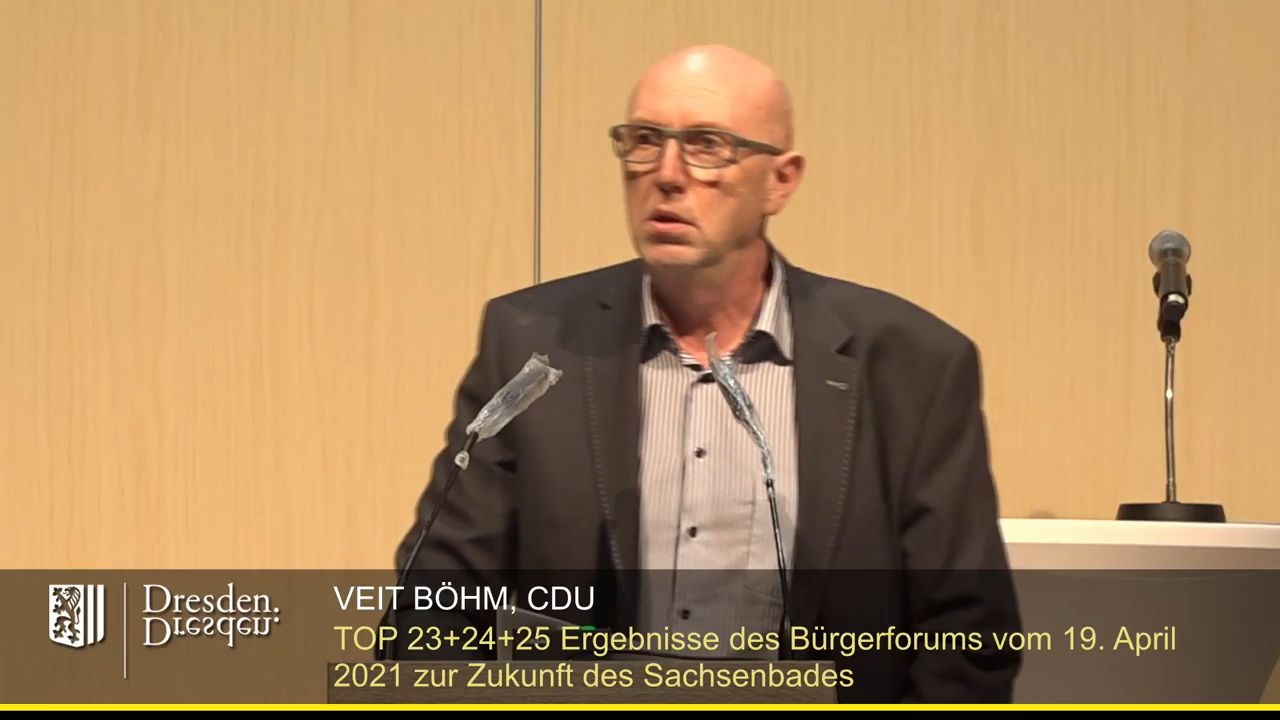 Dresden.
Dresden.
VEIT BÖHM, CDU
TOP 23+24+25 Ergebnisse des Bürgerforums vom 19. April
2021 zur Zukunft des Sachsenbades